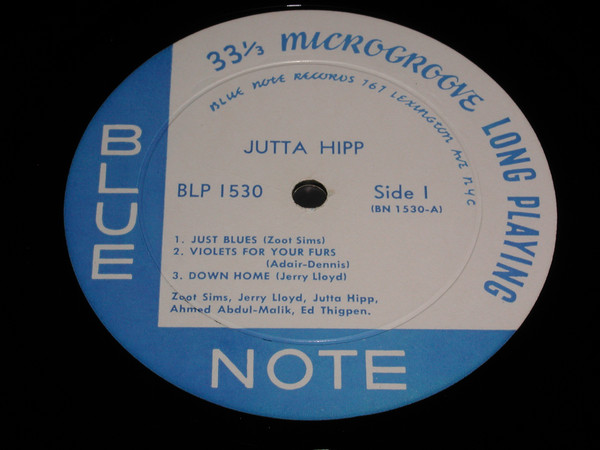 33⅓ MICROGROOVE LONG PLAYING
BLUE NOTE RECORDS 767 LEXINGTON AVE N Y C
JUTTA HIPP
BLP 1530
Side 1
(BN 1530-A)
1. JUST BLUES (Zoot Sims)
2. VIOLETS FOR YOUR FURS
(Adair-Dennis)
3. DOWN HOME (Jerry Lloyd)
Zoot Sims, Jerry Lloyd, Jutta Hipp,
Ahmed Abdul-Malik, Ed Thigpen.
BLUE
NOTE